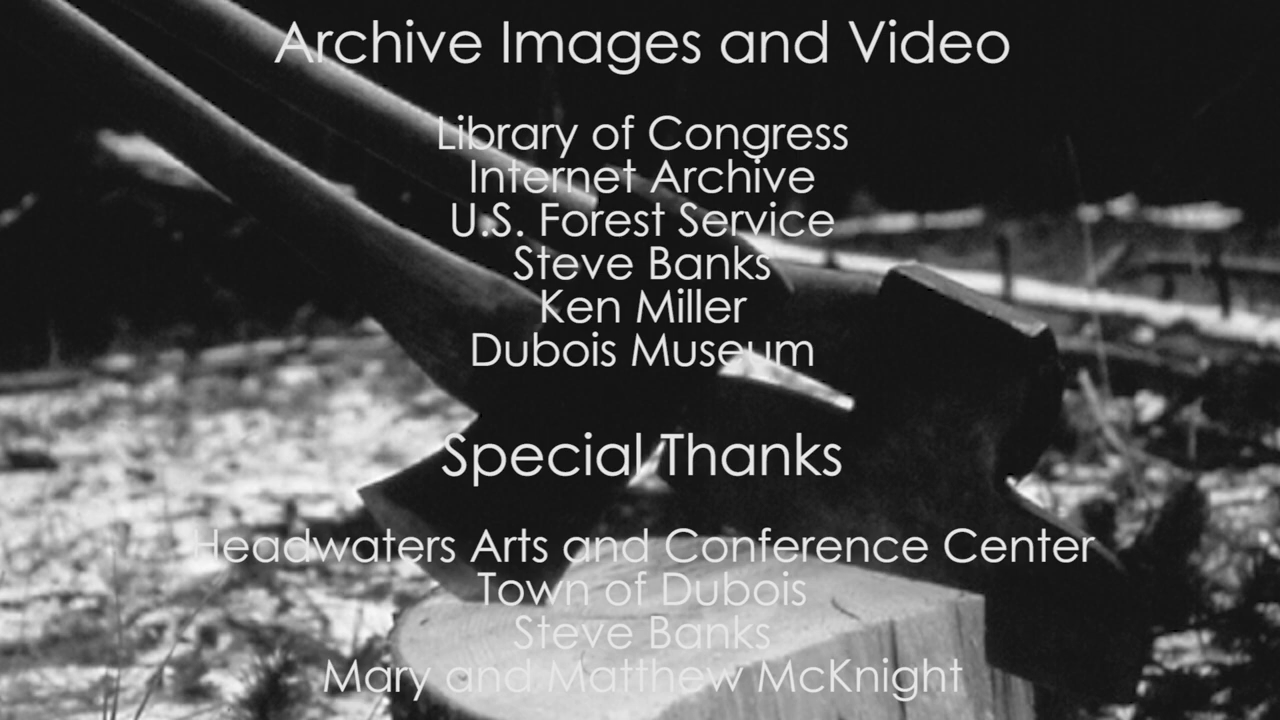 Archive Images and Video
Library of Congress
Internet Archive
U.S. Forest Service
Steve Banks
Ken Miller
Dubois Museum
Special Thanks
Headwaters Arts and Conference Center
Town of Dubois
Steve Banks
Mary and Matthew McKnight